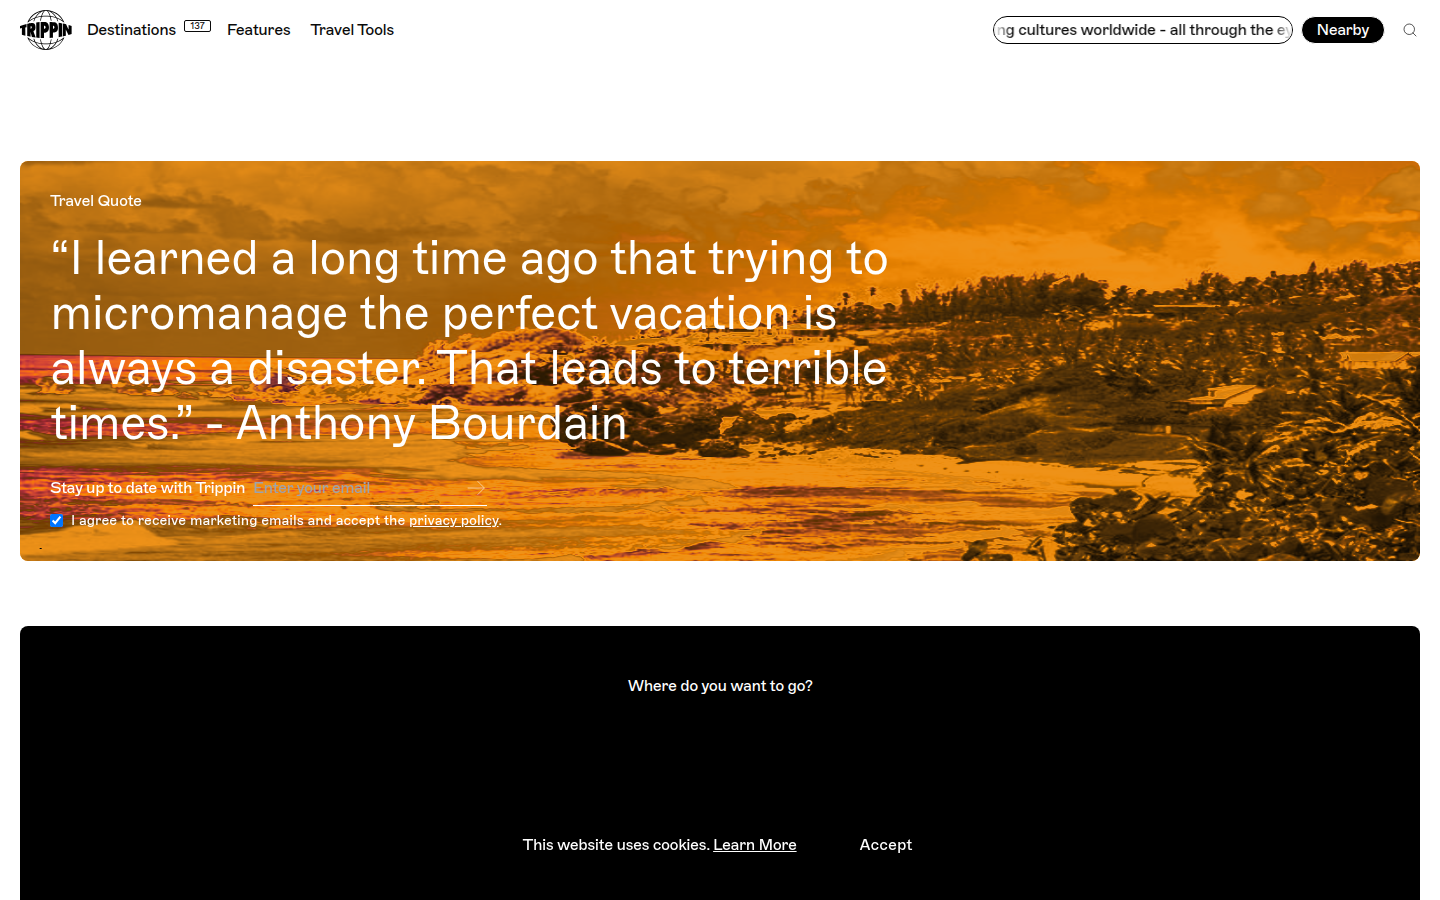 TRIPPIN
Destinations 137 Features Travel Tools
ng cultures worldwide - all through the
Nearby
Travel Quote
“I learned a long time ago that trying to
micromanage the perfect vacation is
always a disaster. That leads to terrible
times.” - Anthony Bourdain
Stay up to date with Trippin Enter your email
I agree to receive marketing emails and accept the privacy policy.
Where do you want to go?
This website uses cookies. Learn More Accept